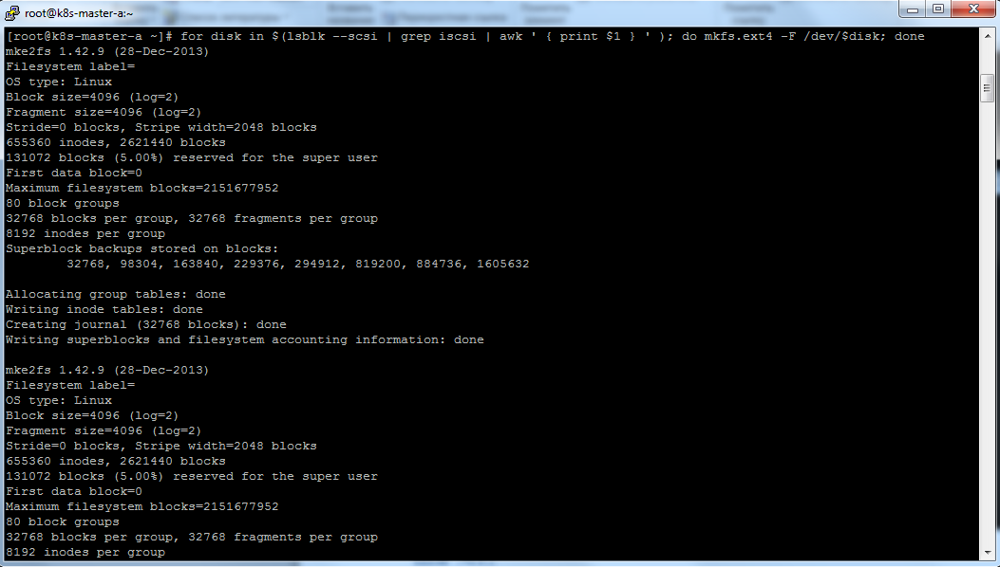 root@k8s-master-a:~
[root@k8s-master-a ~]# for disk in $(lsblk --scsi | grep iscsi | awk ' { print $1 } ' ); do mkfs.ext4 -F /dev/$disk; done
mke2fs 1.42.9 (28-Dec-2013)
Filesystem label=
OS type: Linux
Block size=4096 (log=2)
Fragment size=4096 (log=2)
Stride=0 blocks, Stripe width=2048 blocks
655360 inodes, 2621440 blocks
131072 blocks (5.00%) reserved for the super user
First data block=0
Maximum filesystem blocks=2151677952
80 block groups
32768 blocks per group, 32768 fragments per group
8192 inodes per group
Superblock backups stored on blocks:
        32768, 98304, 163840, 229376, 294912, 819200, 884736, 1605632

Allocating group tables: done
Writing inode tables: done
Creating journal (32768 blocks): done
Writing superblocks and filesystem accounting information: done

mke2fs 1.42.9 (28-Dec-2013)
Filesystem label=
OS type: Linux
Block size=4096 (log=2)
Fragment size=4096 (log=2)
Stride=0 blocks, Stripe width=2048 blocks
655360 inodes, 2621440 blocks
131072 blocks (5.00%) reserved for the super user
First data block=0
Maximum filesystem blocks=2151677952
80 block groups
32768 blocks per group, 32768 fragments per group
8192 inodes per group